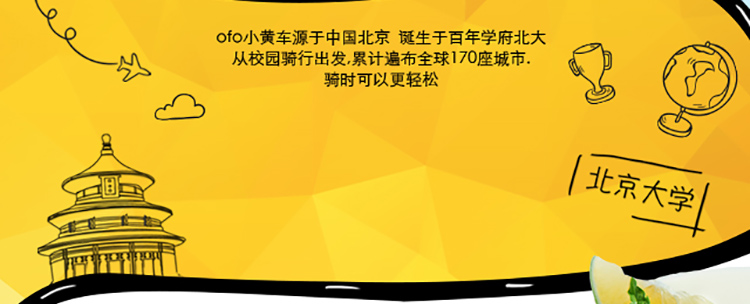 ofo小黄车源于中国北京 诞生于百年学府北大
从校园骑行出发,累计遍布全球170座城市.
骑时可以更轻松
北京大学